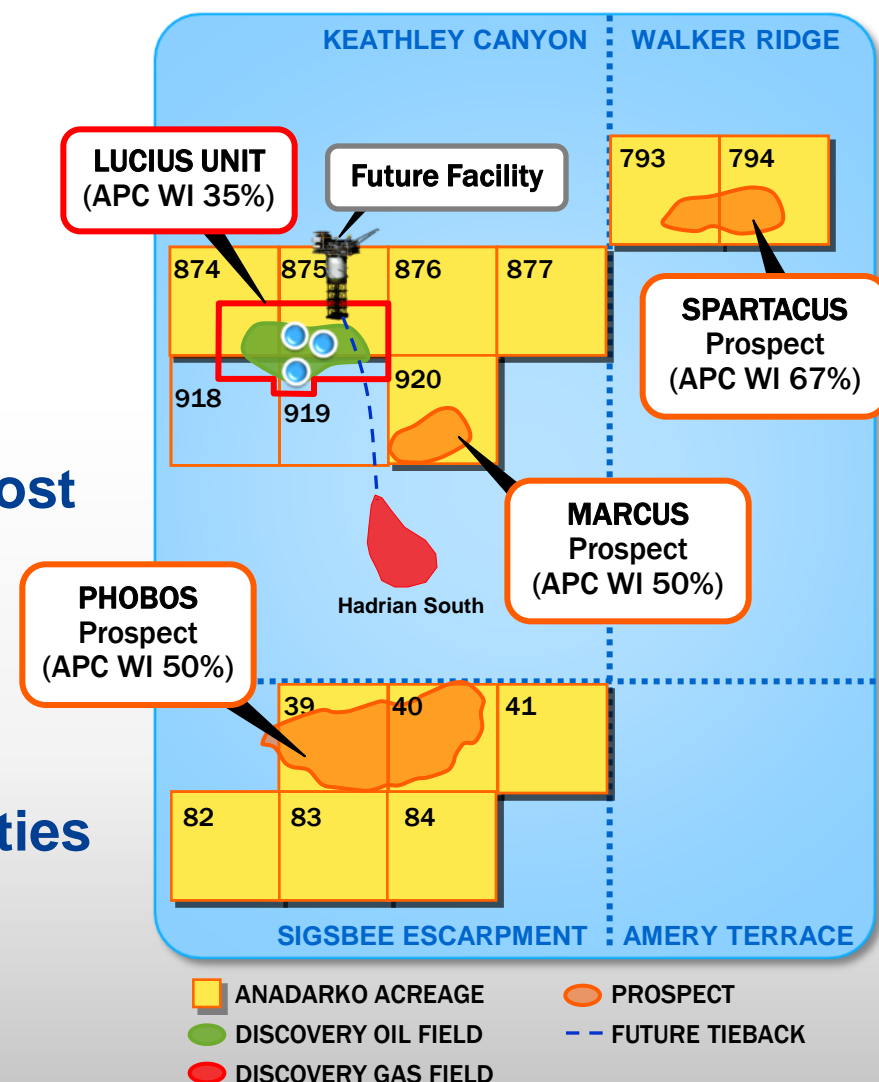 KEATHLEY CANYON
WALKER RIDGE
LUCIUS UNIT
(APC WI 35%)
Future Facility
793
794
874
875
876
877
SPARTACUS
Prospect
(APC WI 67%)
918
919
920
ost
MARCUS
Prospect
(APC WI 50%)
Hadrian South
PHOBOS
Prospect
(APC WI 50%)
39
40
41
82
83
84
ties
SIGSBEE ESCARPMENT
AMERY TERRACE
ANADARKO ACREAGE
PROSPECT
DISCOVERY OIL FIELD
FUTURE TIEBACK
DISCOVERY GAS FIELD